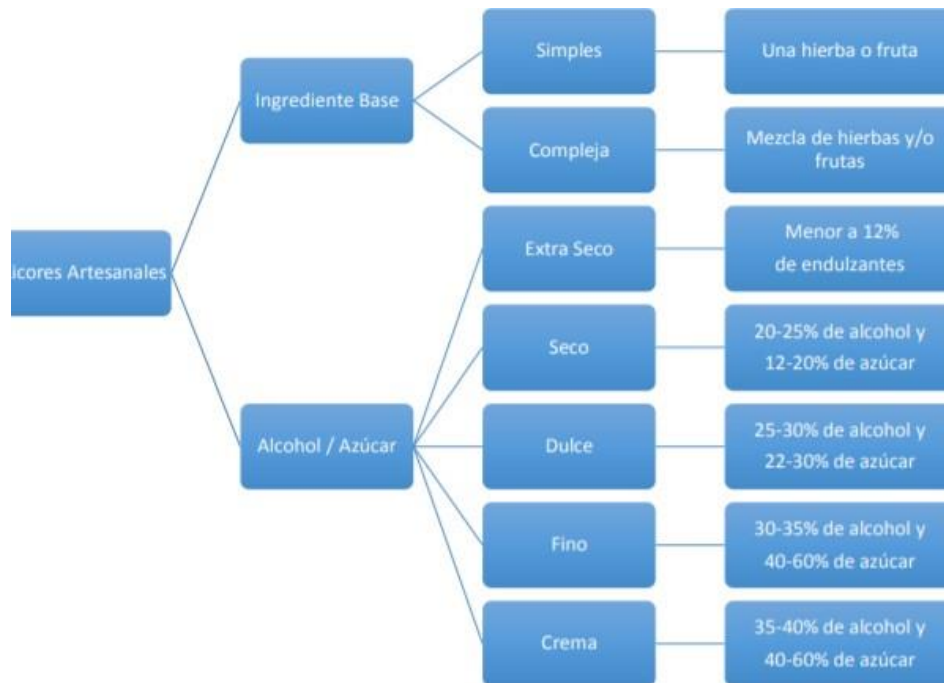 Simples
Una hierba o fruta
Ingrediente Base
Compleja
Mezcla de hierbas y/o
frutas
icores Artesanales
Extra Seco
Menor a 12%
de endulzantes
Seco
20-25% de alcohol y
12-20% de azúcar
Alcohol / Azúcar
Dulce
25-30% de alcohol y
22-30% de azúcar
Fino
30-35% de alcohol y
40-60% de azúcar
Crema
35-40% de alcohol y
40-60% de azúcar